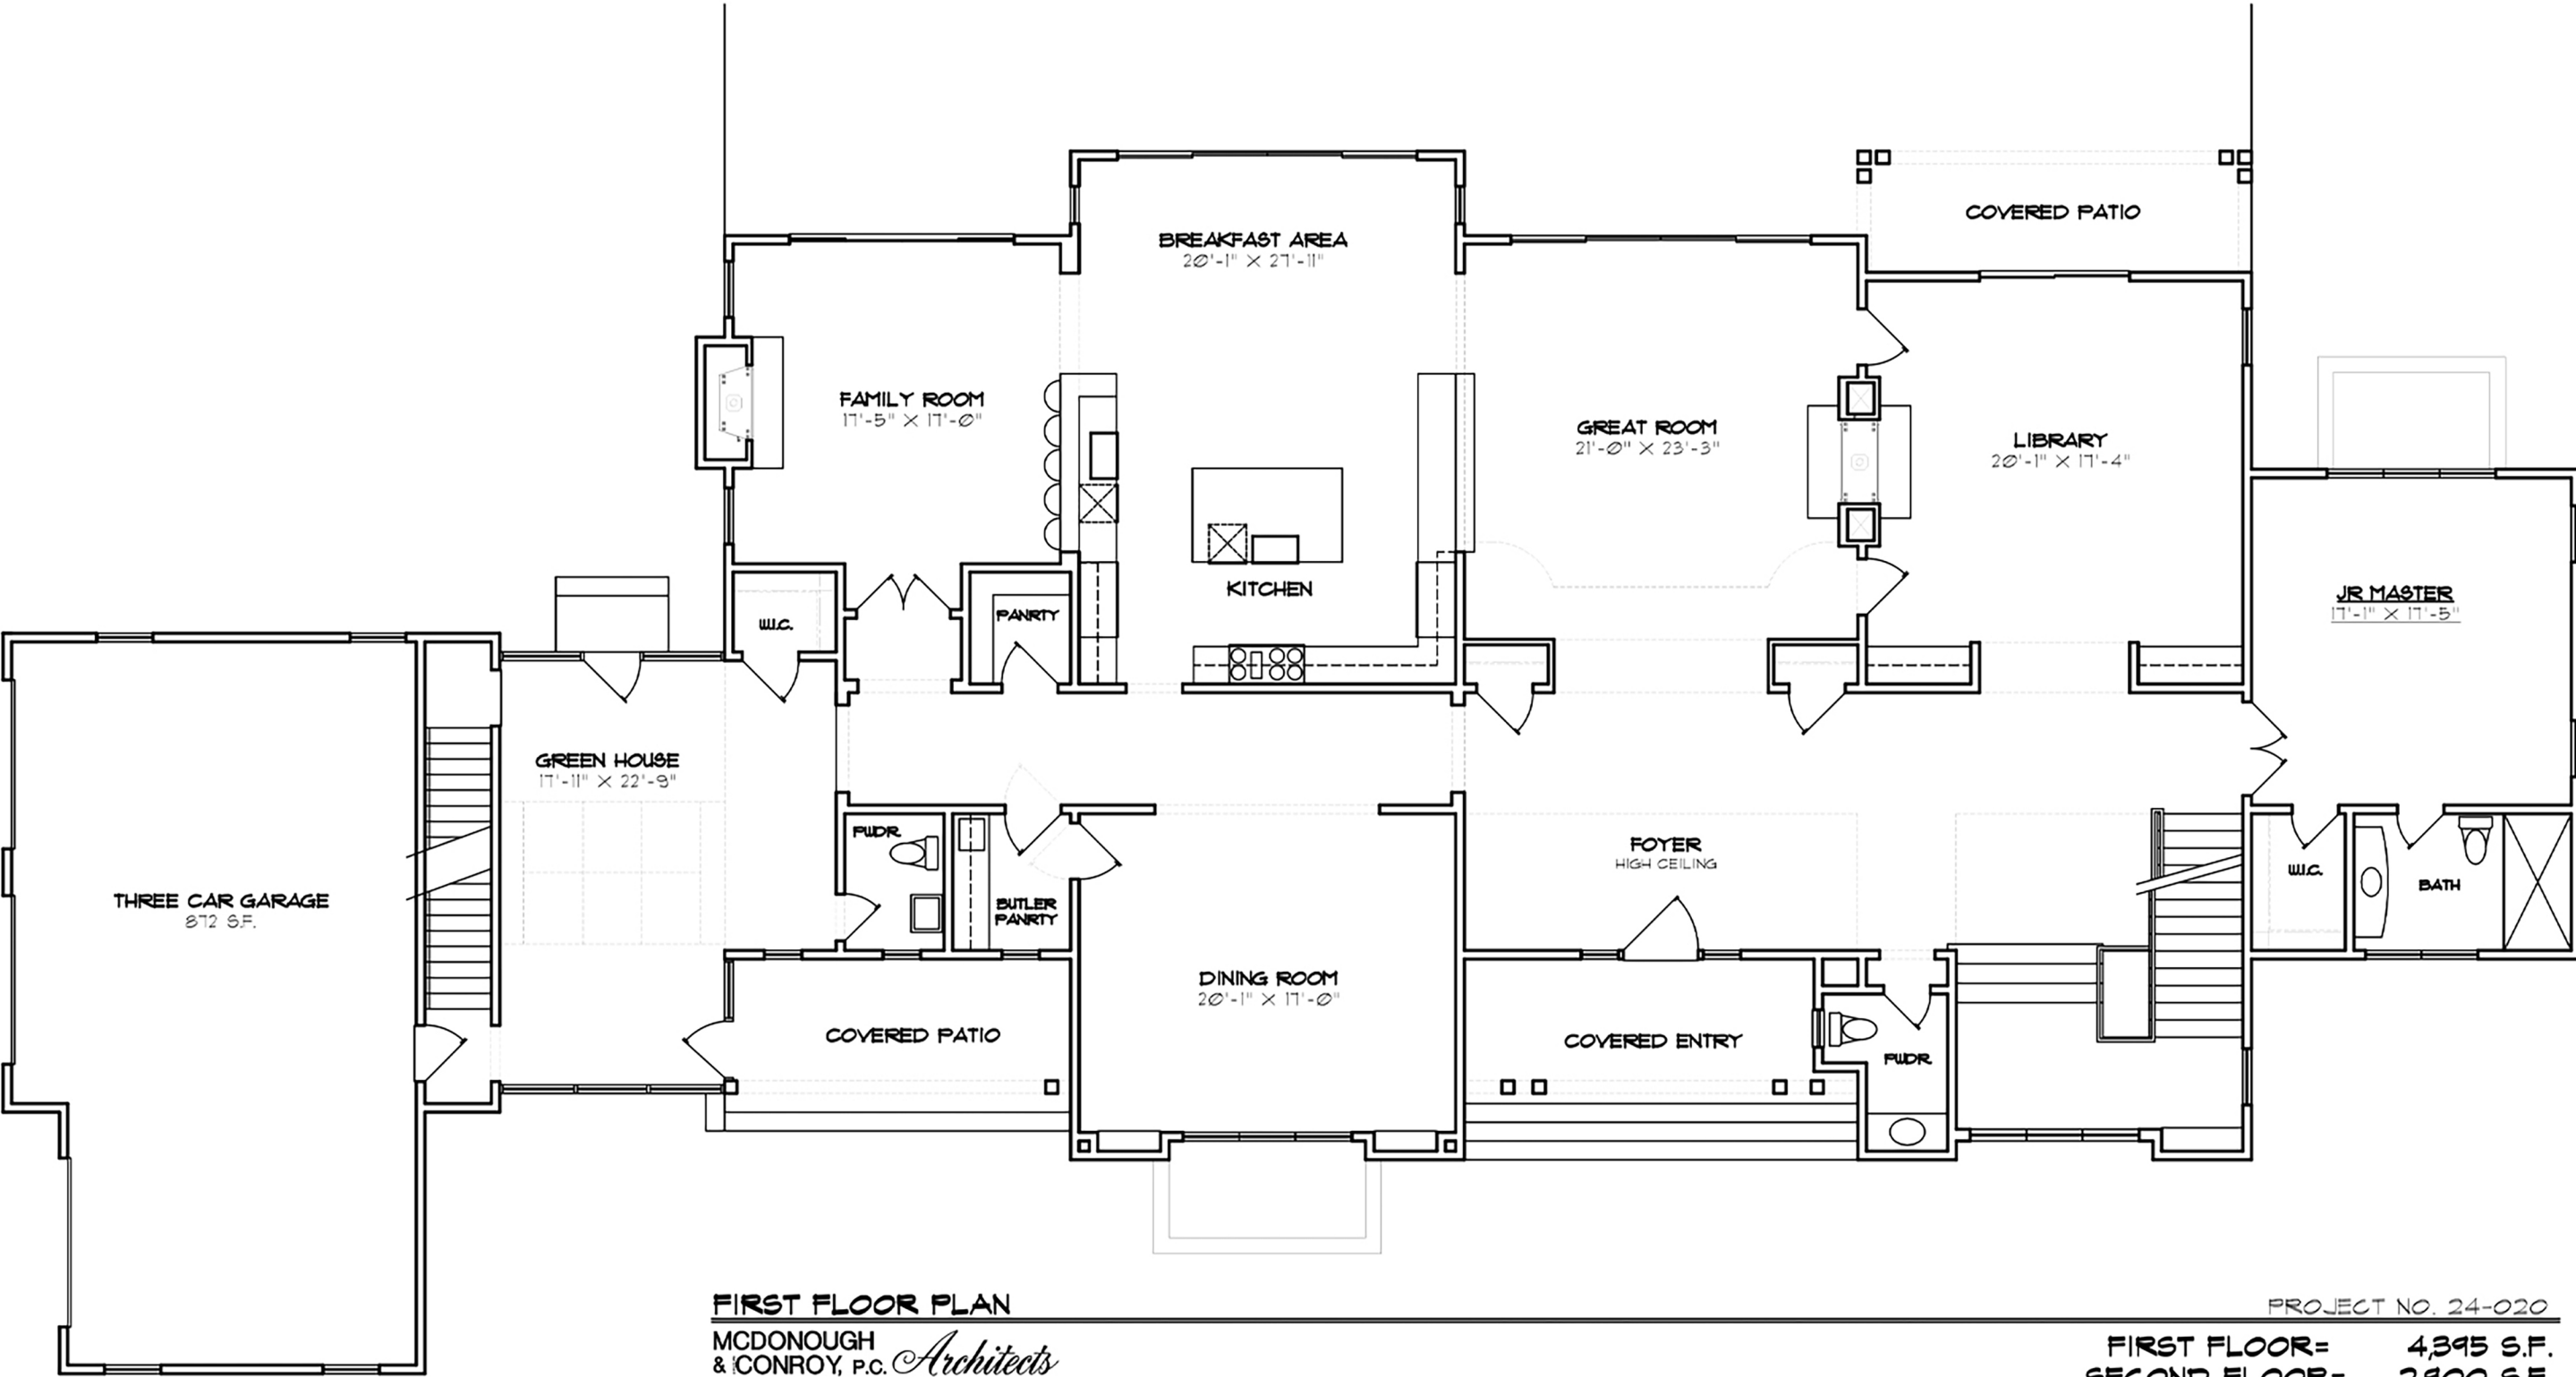 COVERED PATIO
BREAKFAST AREA
20'-1" X 27'-11"
FAMILY ROOM
17'-5" X 17'-0"
GREAT ROOM
21'-0" X 23'-3"
LIBRARY
20'-1" X 17'-4"
KITCHEN
JR MASTER
17'-1" X 17'-5"
W.I.C.
PANRTY
GREEN HOUSE
17'-11" X 22'-9"
PWDR.
FOYER
HIGH CEILING
W.I.C.
BATH
THREE CAR GARAGE
872 S.F.
BUTLER
PANRTY
DINING ROOM
20'-1" X 17'-0"
COVERED PATIO
COVERED ENTRY
PWDR.
FIRST FLOOR PLAN
PROJECT NO. 24-020
MCDONOUGH
& CONROY, P.C. Architects
FIRST FLOOR= 4,395 S.F.
SECOND FLOOR= S.F.